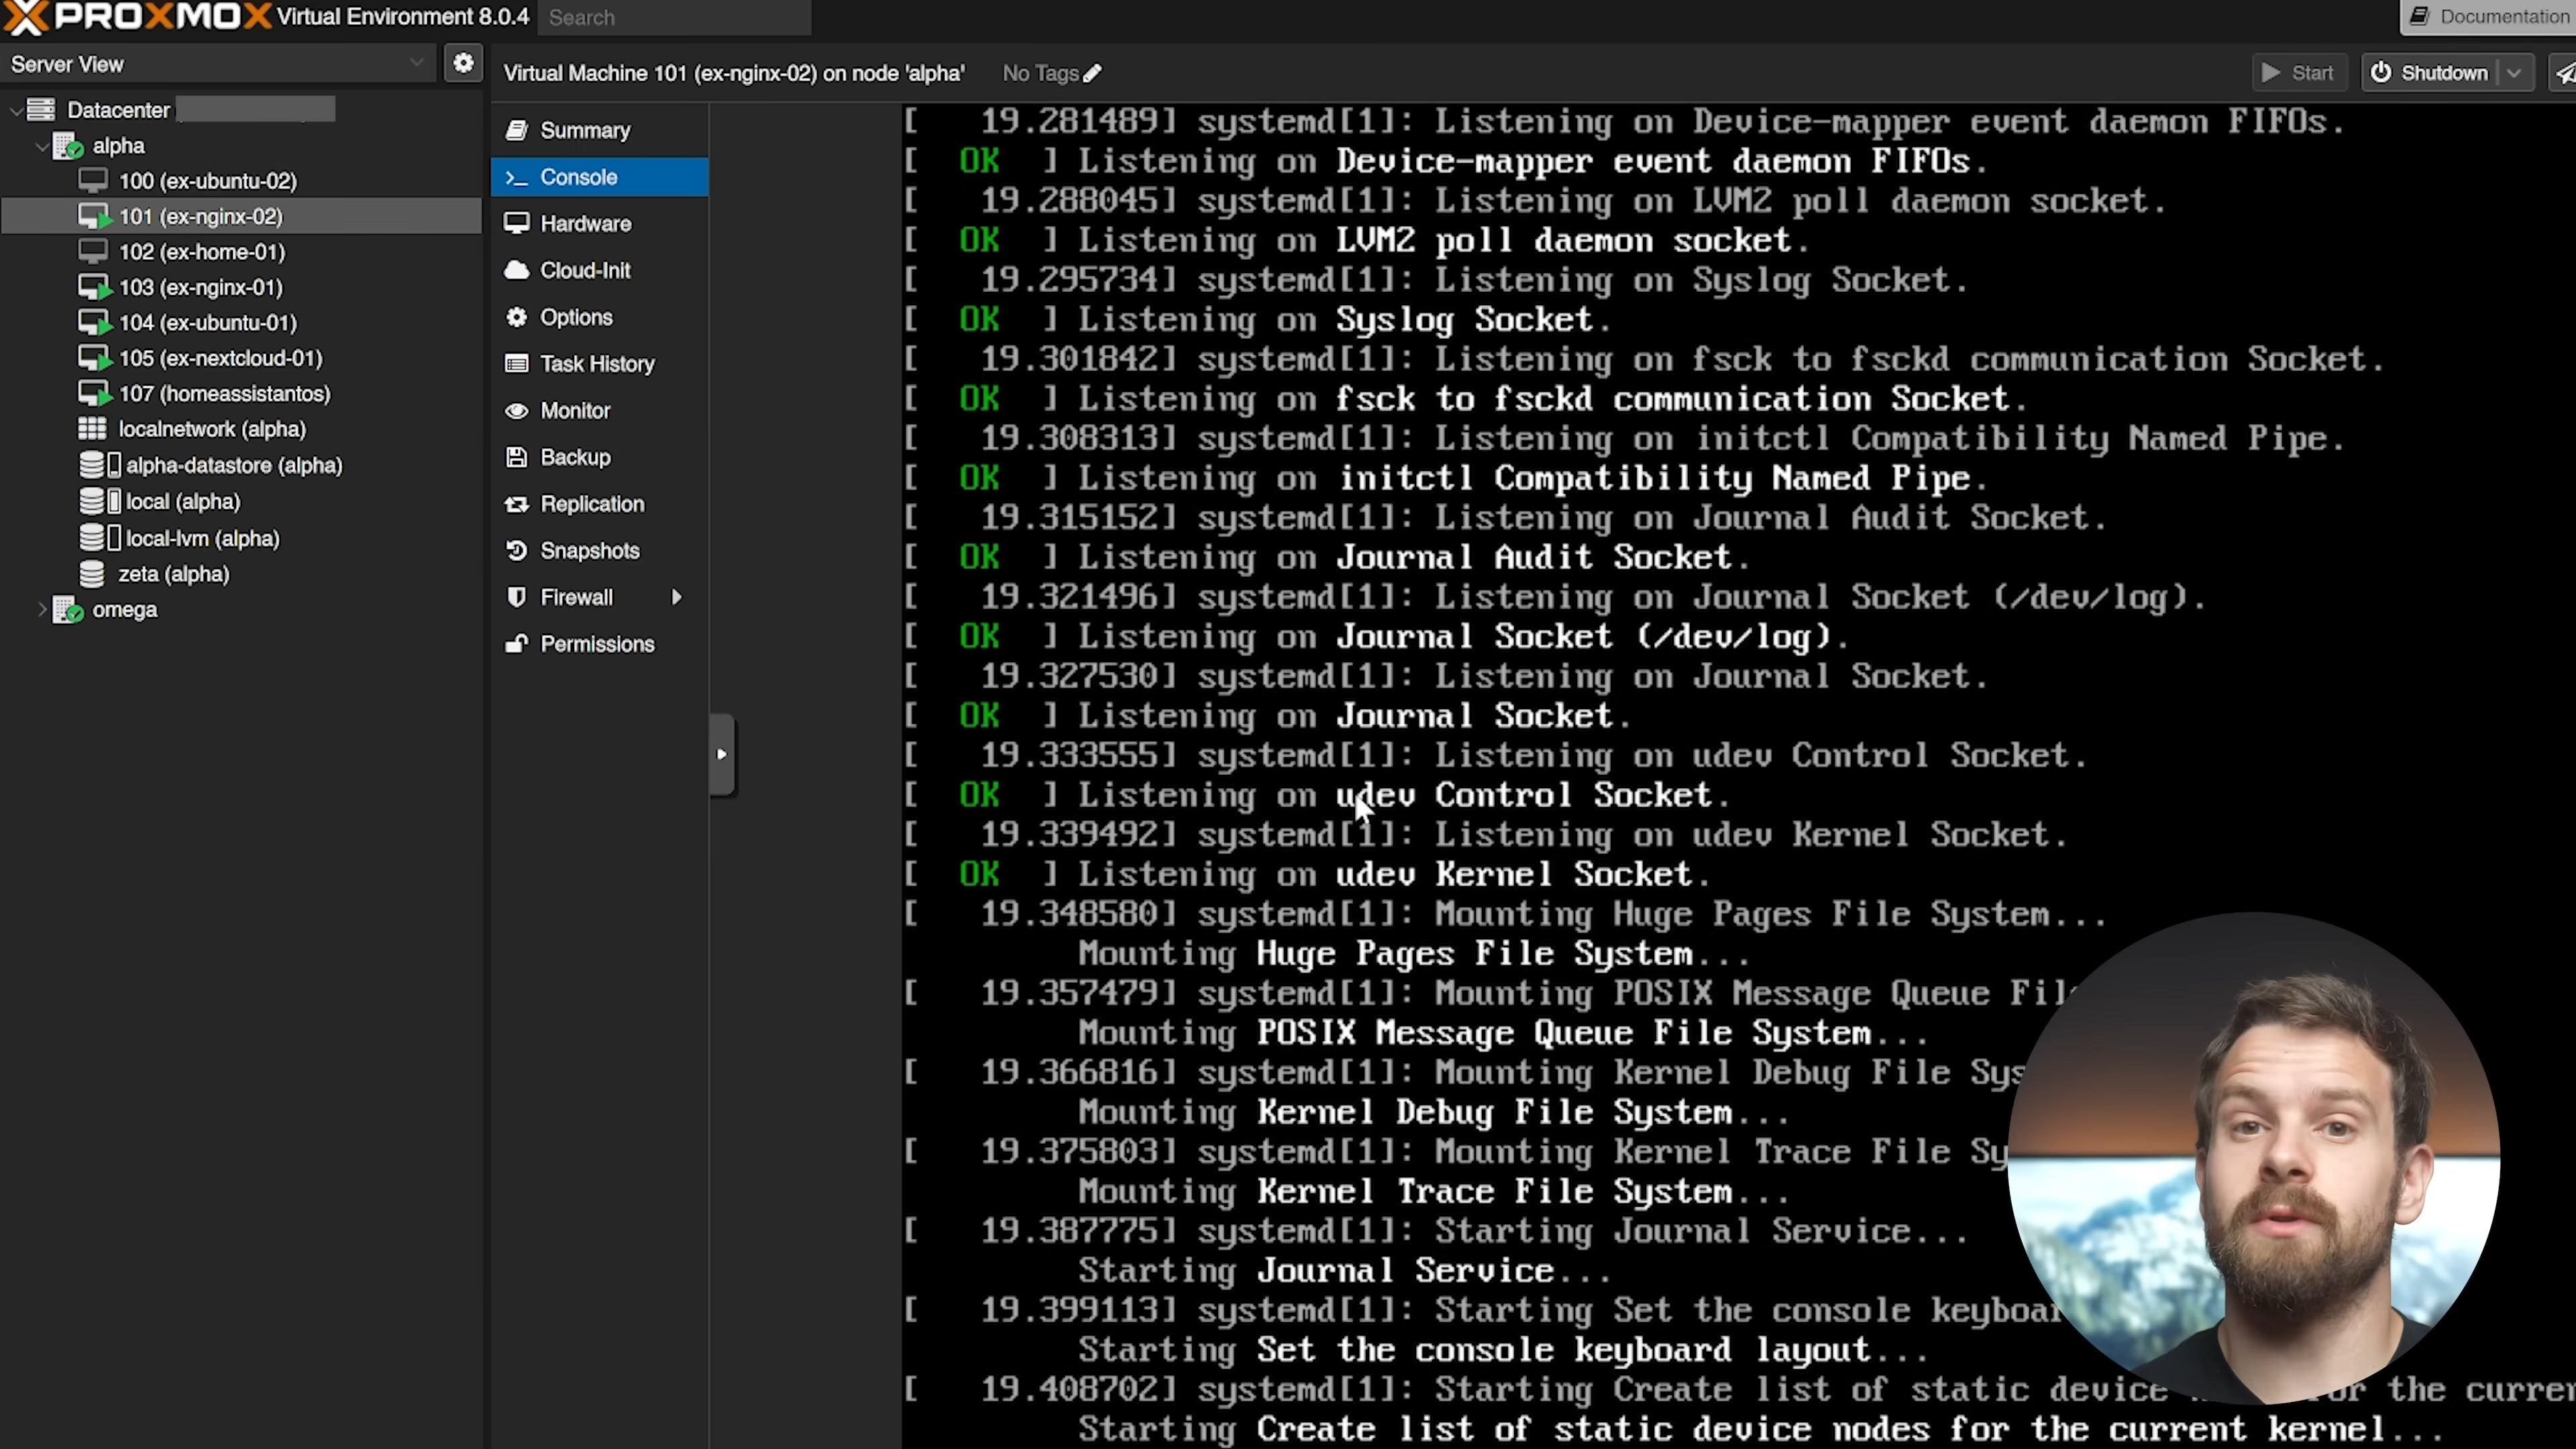 PROXMOX Virtual Environment 8.0.4
Search
Documentation
Server View
Virtual Machine 101 (ex-nginx-02) on node 'alpha'
No Tags
Start
Shutdown
Datacenter
alpha
100 (ex-ubuntu-02)
101 (ex-nginx-02)
102 (ex-home-01)
103 (ex-nginx-01)
104 (ex-ubuntu-01)
105 (ex-nextcloud-01)
107 (homeassistantos)
localnetwork (alpha)
alpha-datastore (alpha)
local (alpha)
local-lvm (alpha)
zeta (alpha)
omega
Summary
Console
Hardware
Cloud-Init
Options
Task History
Monitor
Backup
Replication
Snapshots
Firewall
Permissions
[ 19.281489] systemd[1]: Listening on Device-mapper event daemon FIFOs.
[ OK ] Listening on Device-mapper event daemon FIFOs.
[ 19.288045] systemd[1]: Listening on LVM2 poll daemon socket.
[ OK ] Listening on LVM2 poll daemon socket.
[ 19.295734] systemd[1]: Listening on Syslog Socket.
[ OK ] Listening on Syslog Socket.
[ 19.301842] systemd[1]: Listening on fsck to fsckd communication Socket.
[ OK ] Listening on fsck to fsckd communication Socket.
[ 19.308313] systemd[1]: Listening on initctl Compatibility Named Pipe.
[ OK ] Listening on initctl Compatibility Named Pipe.
[ 19.315152] systemd[1]: Listening on Journal Audit Socket.
[ OK ] Listening on Journal Audit Socket.
[ 19.321496] systemd[1]: Listening on Journal Socket (/dev/log).
[ OK ] Listening on Journal Socket (/dev/log).
[ 19.327530] systemd[1]: Listening on Journal Socket.
[ OK ] Listening on Journal Socket.
[ 19.333555] systemd[1]: Listening on udev Control Socket.
[ OK ] Listening on udev Control Socket.
[ 19.339492] systemd[1]: Listening on udev Kernel Socket.
[ OK ] Listening on udev Kernel Socket.
[ 19.348580] systemd[1]: Mounting Huge Pages File System...
Mounting Huge Pages File System...
[ 19.357479] systemd[1]: Mounting POSIX Message Queue
Mounting POSIX Message Queue File System...
[ 19.366816] systemd[1]: Mounting Kernel Debug File
Mounting Kernel Debug File System...
[ 19.375803] systemd[1]: Mounting Kernel Trace File
Mounting Kernel Trace File System...
[ 19.387775] systemd[1]: Starting Journal Service...
Starting Journal Service...
[ 19.399113] systemd[1]: Starting Set the console
Starting Set the console keyboard layout...
[ 19.408702] systemd[1]: Starting Create list of static device for the
Starting Create list of static device nodes for the current kernel...